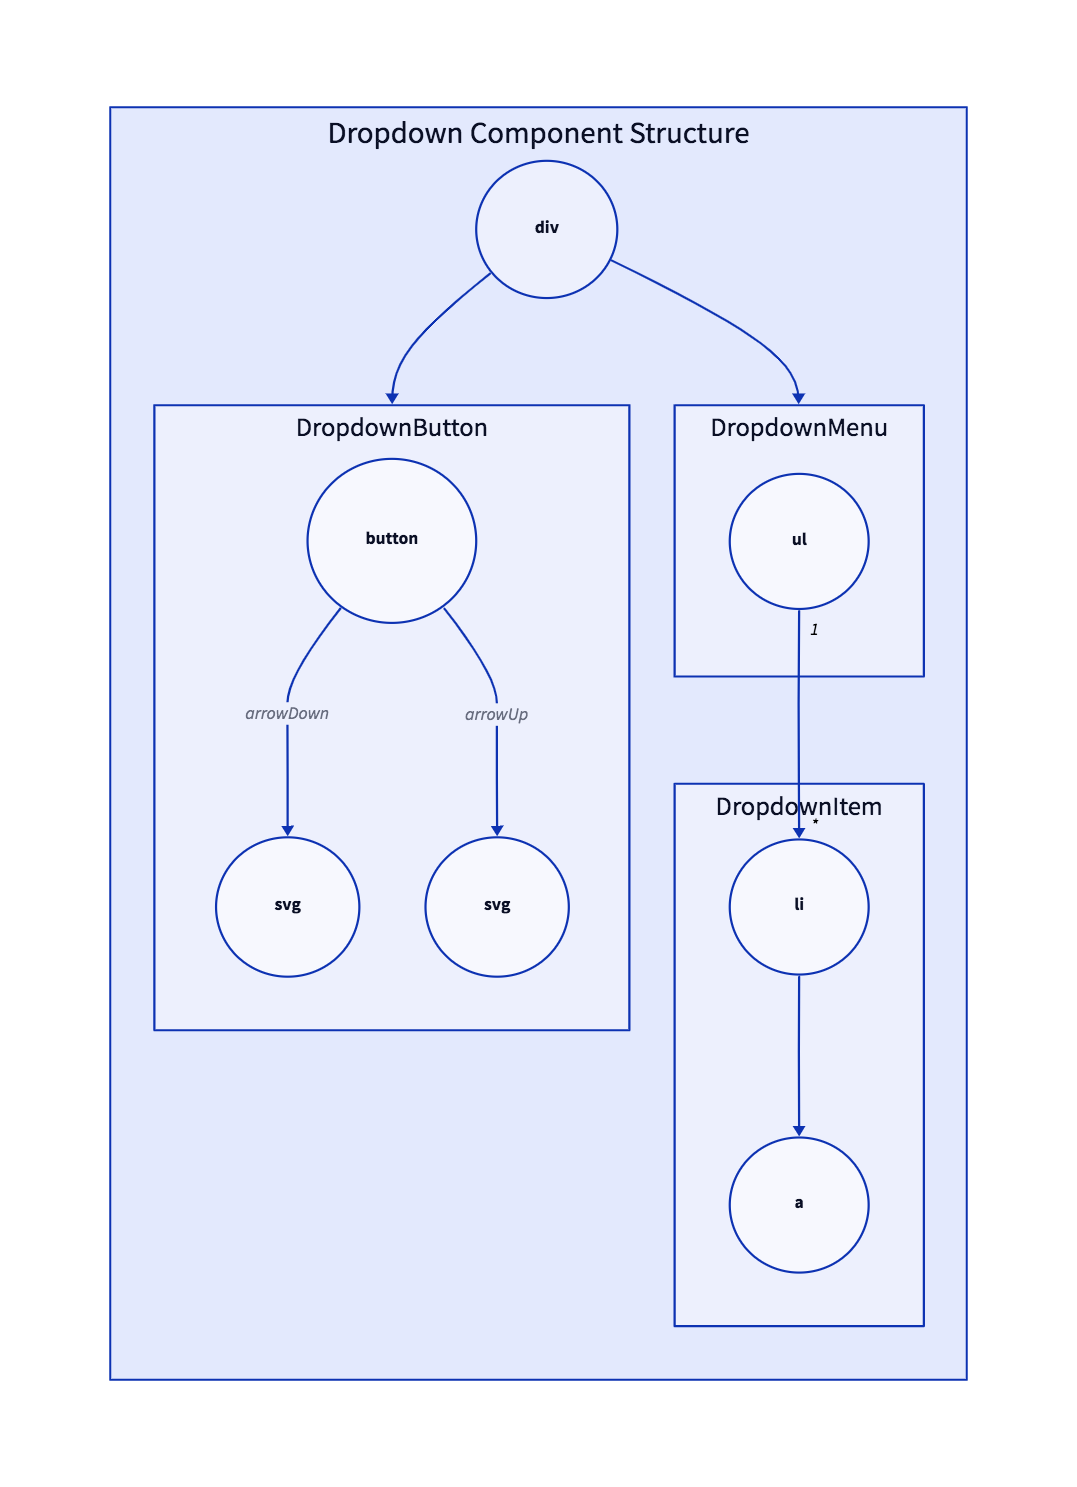 Dropdown Component Structure
div
DropdownButton
button
arrowDown
arrowUp
svg
svg
DropdownMenu
ul
1
DropdownItem
*
li
a